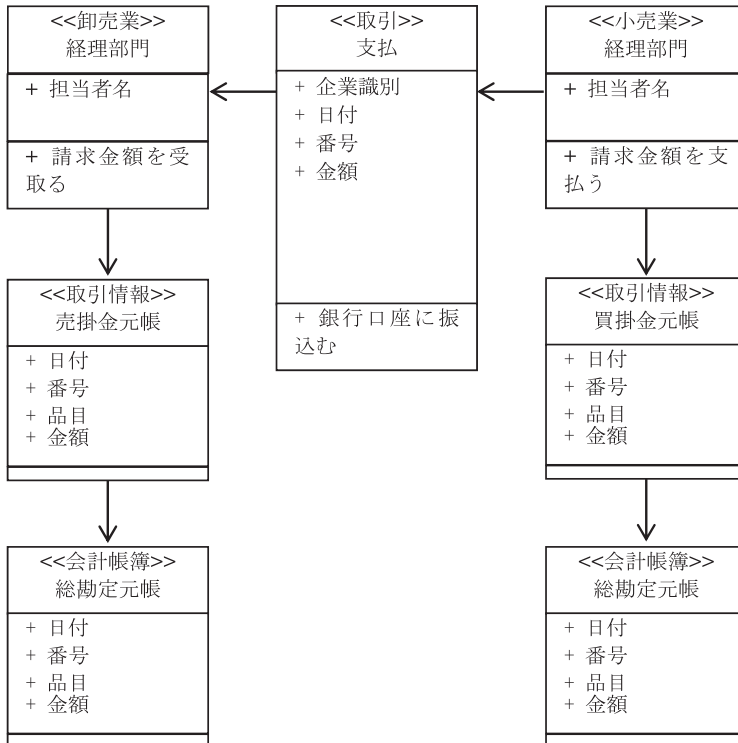 <<卸売業>>
経理部門
+ 担当者名
+ 請求金額を受
取る
<<取引>>
支払
+ 企業識別
+ 日付
+ 番号
+ 金額
+ 銀行口座に振
込む
<<小売業>>
経理部門
+ 担当者名
+ 請求金額を支
払う
<<取引情報>>
売掛金元帳
+ 日付
+ 番号
+ 品目
+ 金額
<<取引情報>>
買掛金元帳
+ 日付
+ 番号
+ 品目
+ 金額
<<会計帳簿>>
総勘定元帳
+ 日付
+ 番号
+ 品目
+ 金額
<<会計帳簿>>
総勘定元帳
+ 日付
+ 番号
+ 品目
+ 金額